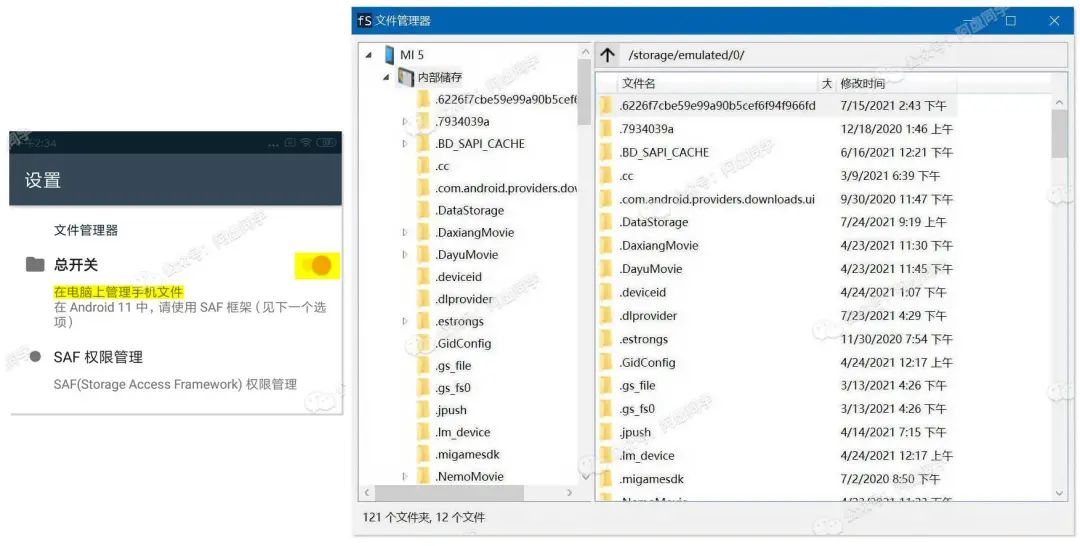 午2:34
设置
文件管理器
总开关
在电脑上管理手机文件
在 Android 11 中，请使用 SAF 框架（见下一个选
项）
SAF 权限管理
SAF(Storage Access Framework) 权限管理
fS 文件管理器
MI 5
内部储存
.6226f7cbe59e99a90b5cef6
.7934039a
.BD_SAPI_CACHE
.cc
.com.android.providers.dow
.DataStorage
.DaxiangMovie
.DayuMovie
.deviceid
.dlprovider
.estrongs
.GidConfig
.gs_file
.gs_fs0
.jpush
.lm_device
.migamesdk
.NemoMovie
/storage/emulated/0/
文件名 大 修改时间
.6226f7cbe59e99a90b5cef6f94f966fd 7/15/2021 2:43 下午
.7934039a 12/18/2020 1:46 上午
.BD_SAPI_CACHE 6/16/2021 12:21 下午
.cc 3/9/2021 6:39 下午
.com.android.providers.downloads.ui 9/30/2020 11:47 下午
.DataStorage 7/24/2021 9:19 上午
.DaxiangMovie 4/23/2021 11:30 下午
.DayuMovie 4/23/2021 11:45 下午
.deviceid 4/24/2021 1:07 下午
.dlprovider 7/23/2021 4:29 下午
.estrongs 11/30/2020 7:54 下午
.GidConfig 4/24/2021 12:17 上午
.gs_file 3/13/2021 4:26 下午
.gs_fs0 3/13/2021 4:26 下午
.jpush 4/14/2021 7:15 下午
.lm_device 4/24/2021 12:17 上午
.migamesdk 7/2/2020 8:50 下午
.NemoMovie
121 个文件夹, 12 个文件
公众号：阿虚同学